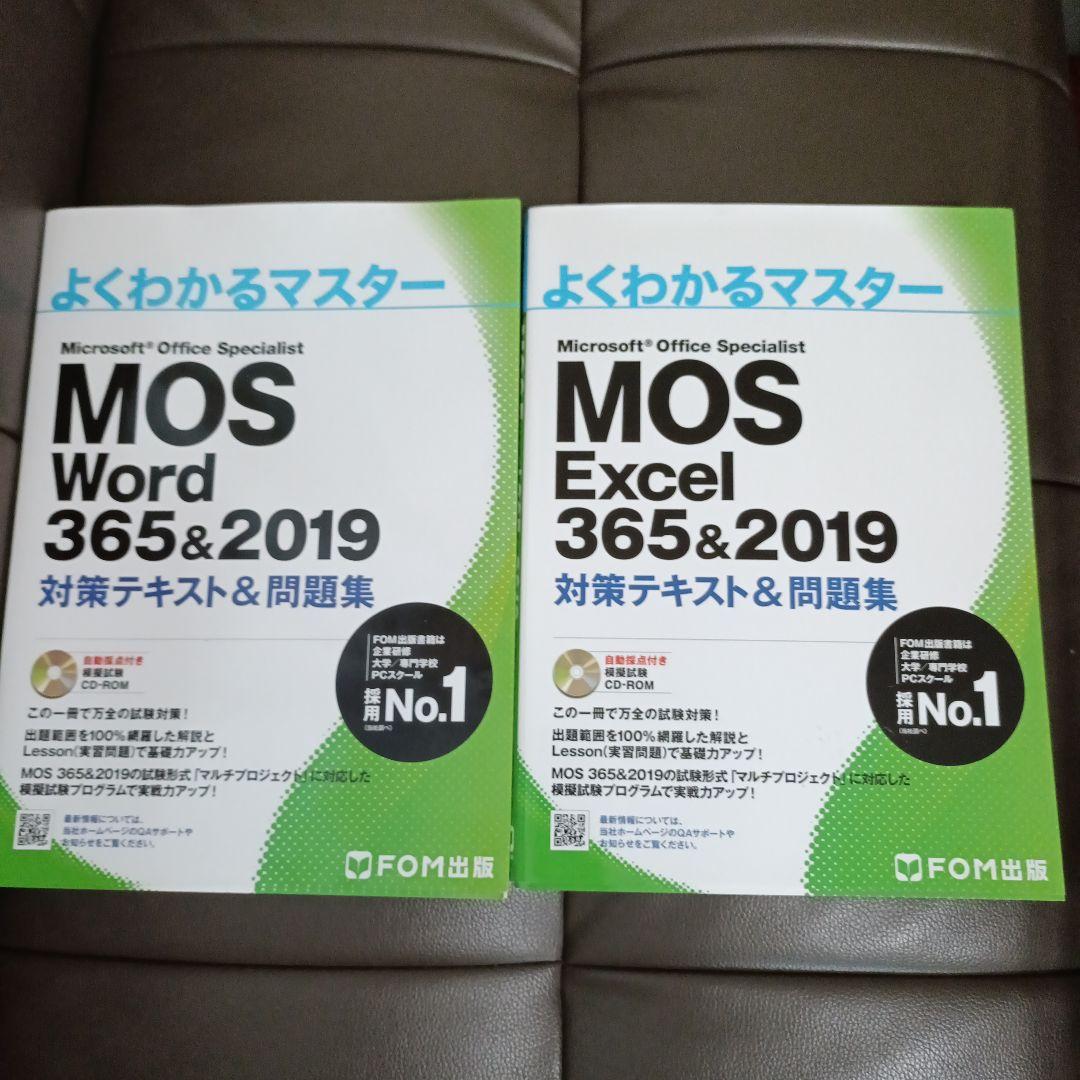 よくわかるマスター
Microsoft® Office Specialist
MOS
Word
365&2019
対策テキスト&問題集
自動採点付き
模擬試験
CD-ROM
FOM出版書籍は
企業研修
大学/専門学校
PCスクール
採用 No.1
(当社調べ)
この一冊で万全の試験対策!
出題範囲を100%網羅した解説と
Lesson(実習問題)で基礎力アップ!
MOS 365&2019の試験形式「マルチプロジェクト」に対応した
模擬試験プログラムで実戦力アップ!
最新情報については、
当社ホームページのQAサポートや
お知らせをご覧ください。
FOM出版
よくわかるマスター
Microsoft® Office Specialist
MOS
Excel
365&2019
対策テキスト&問題集
自動採点付き
模擬試験
CD-ROM
FOM出版書籍は
企業研修
大学/専門学校
PCスクール
採用 No.1
(当社調べ)
この一冊で万全の試験対策!
出題範囲を100%網羅した解説と
Lesson(実習問題)で基礎力アップ!
MOS 365&2019の試験形式「マルチプロジェクト」に対応した
模擬試験プログラムで実戦力アップ!
最新情報については、
当社ホームページのQAサポートや
お知らせをご覧ください。
FOM出版